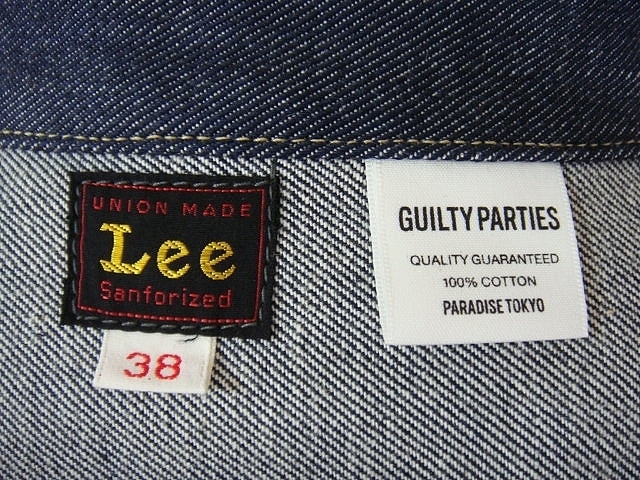 UNION MADE
Lee
Sanforized
38
GUILTY PARTIES
QUALITY GUARANTEED
100% COTTON
PARADISE TOKYO